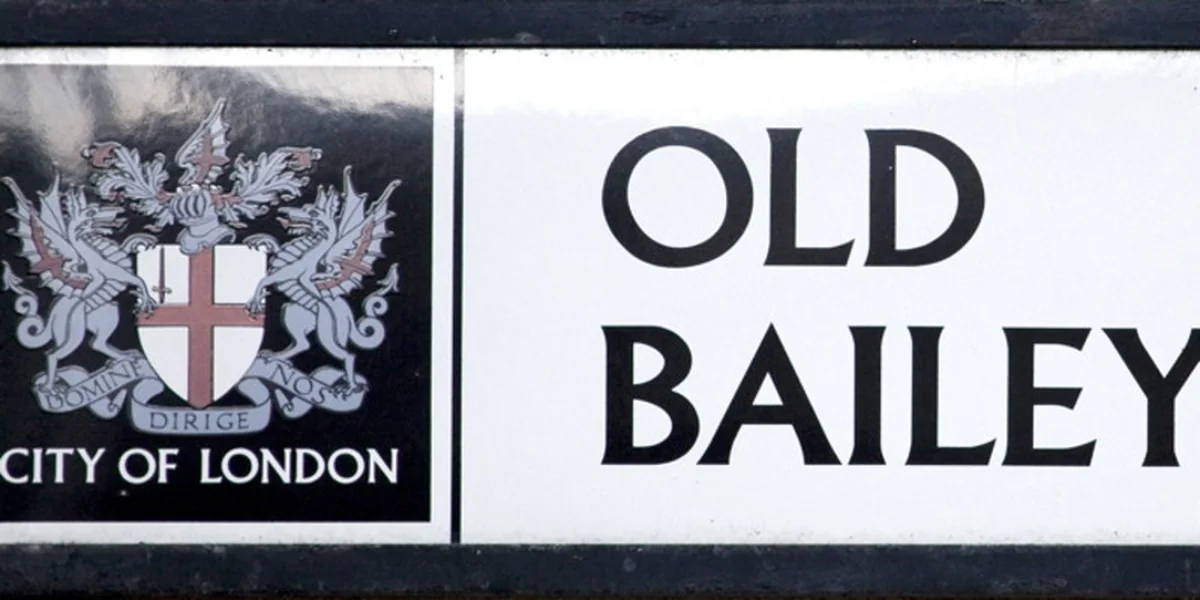 DOMINE DIRIGE NOS
CITY OF LONDON
OLD
BAILEY